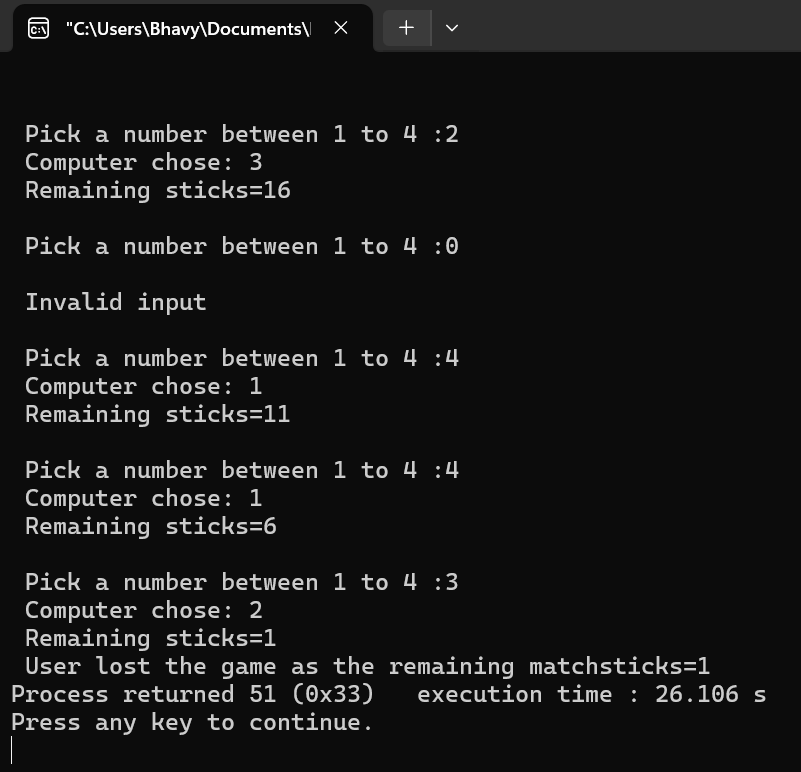 "C:\Users\Bhavy\Documents\
Pick a number between 1 to 4 :2
Computer chose: 3
Remaining sticks=16
Pick a number between 1 to 4 :0
Invalid input
Pick a number between 1 to 4 :4
Computer chose: 1
Remaining sticks=11
Pick a number between 1 to 4 :4
Computer chose: 1
Remaining sticks=6
Pick a number between 1 to 4 :3
Computer chose: 2
Remaining sticks=1
User lost the game as the remaining matchsticks=1
Process returned 51 (0x33)   execution time : 26.106 s
Press any key to continue.